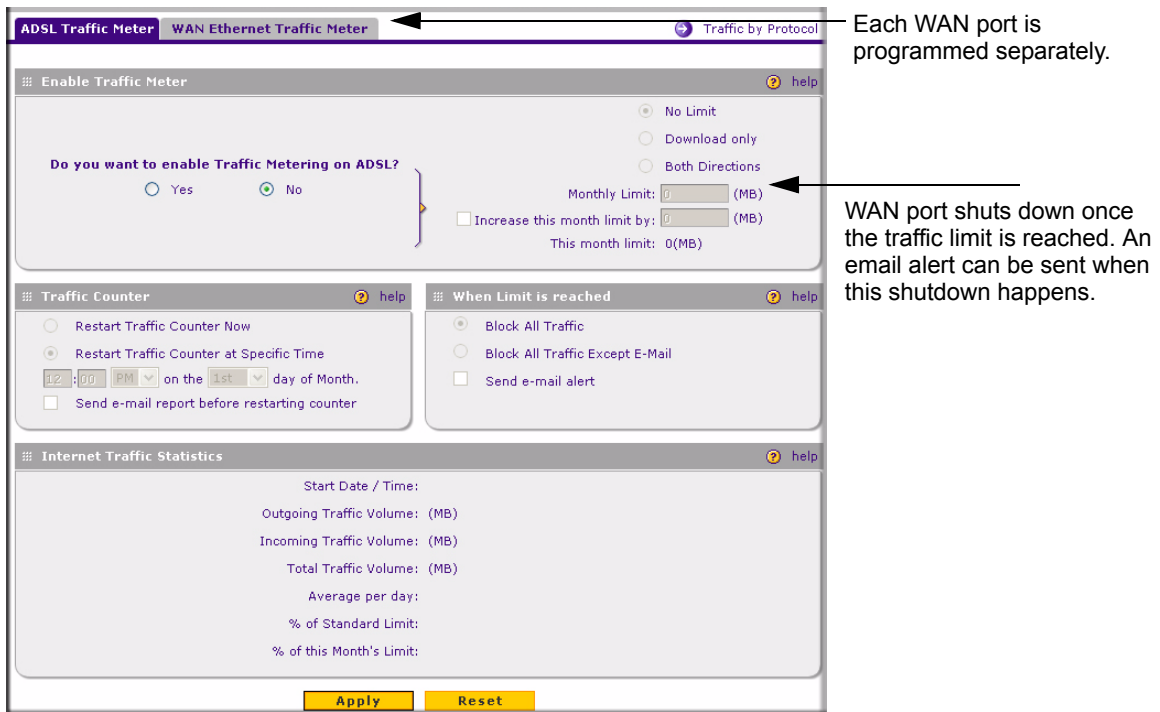 ADSL Traffic Meter WAN Ethernet Traffic Meter Traffic by Protocol
Each WAN port is
programmed separately.
Enable Traffic Meter help
Do you want to enable Traffic Metering on ADSL?
Yes No
No Limit
Download only
Both Directions
Monthly Limit: 0 (MB)
Increase this month limit by: 0 (MB)
This month limit: 0(MB)
WAN port shuts down once
the traffic limit is reached. An
email alert can be sent when
this shutdown happens.
Traffic Counter help
Restart Traffic Counter Now
Restart Traffic Counter at Specific Time
12 :00 PM on the 1st day of Month.
Send e-mail report before restarting counter
When Limit is reached help
Block All Traffic
Block All Traffic Except E-Mail
Send e-mail alert
Internet Traffic Statistics help
Start Date / Time:
Outgoing Traffic Volume: (MB)
Incoming Traffic Volume: (MB)
Total Traffic Volume: (MB)
Average per day:
% of Standard Limit:
% of this Month's Limit:
Apply Reset